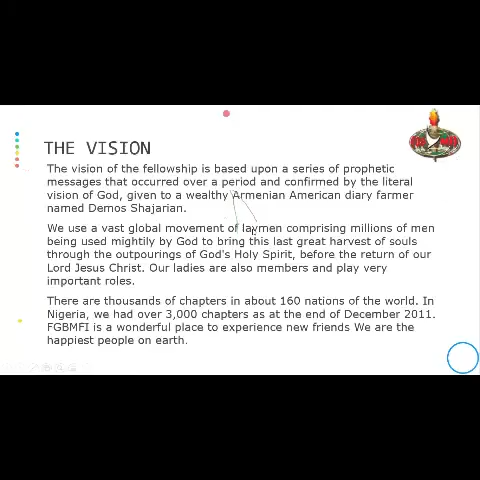 THE VISION
The vision of the fellowship is based upon a series of prophetic
messages that occurred over a period and confirmed by the literal
vision of God, given to a wealthy Armenian American diary farmer
named Demos Shajarian.
We use a vast global movement of laymen comprising millions of men
being used mightily by God to bring this last great harvest of souls
through the outpourings of God's Holy Spirit, before the return of our
Lord Jesus Christ. Our ladies are also members and play very
important roles.
There are thousands of chapters in about 160 nations of the world. In
Nigeria, we had over 3,000 chapters as at the end of December 2011.
FGBMFI is a wonderful place to experience new friends We are the
happiest people on earth.